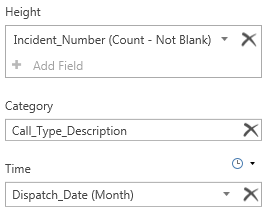 Height
Incident_Number (Count - Not Blank)
Add Field
Category
Call_Type_Description
Time
Dispatch_Date (Month)